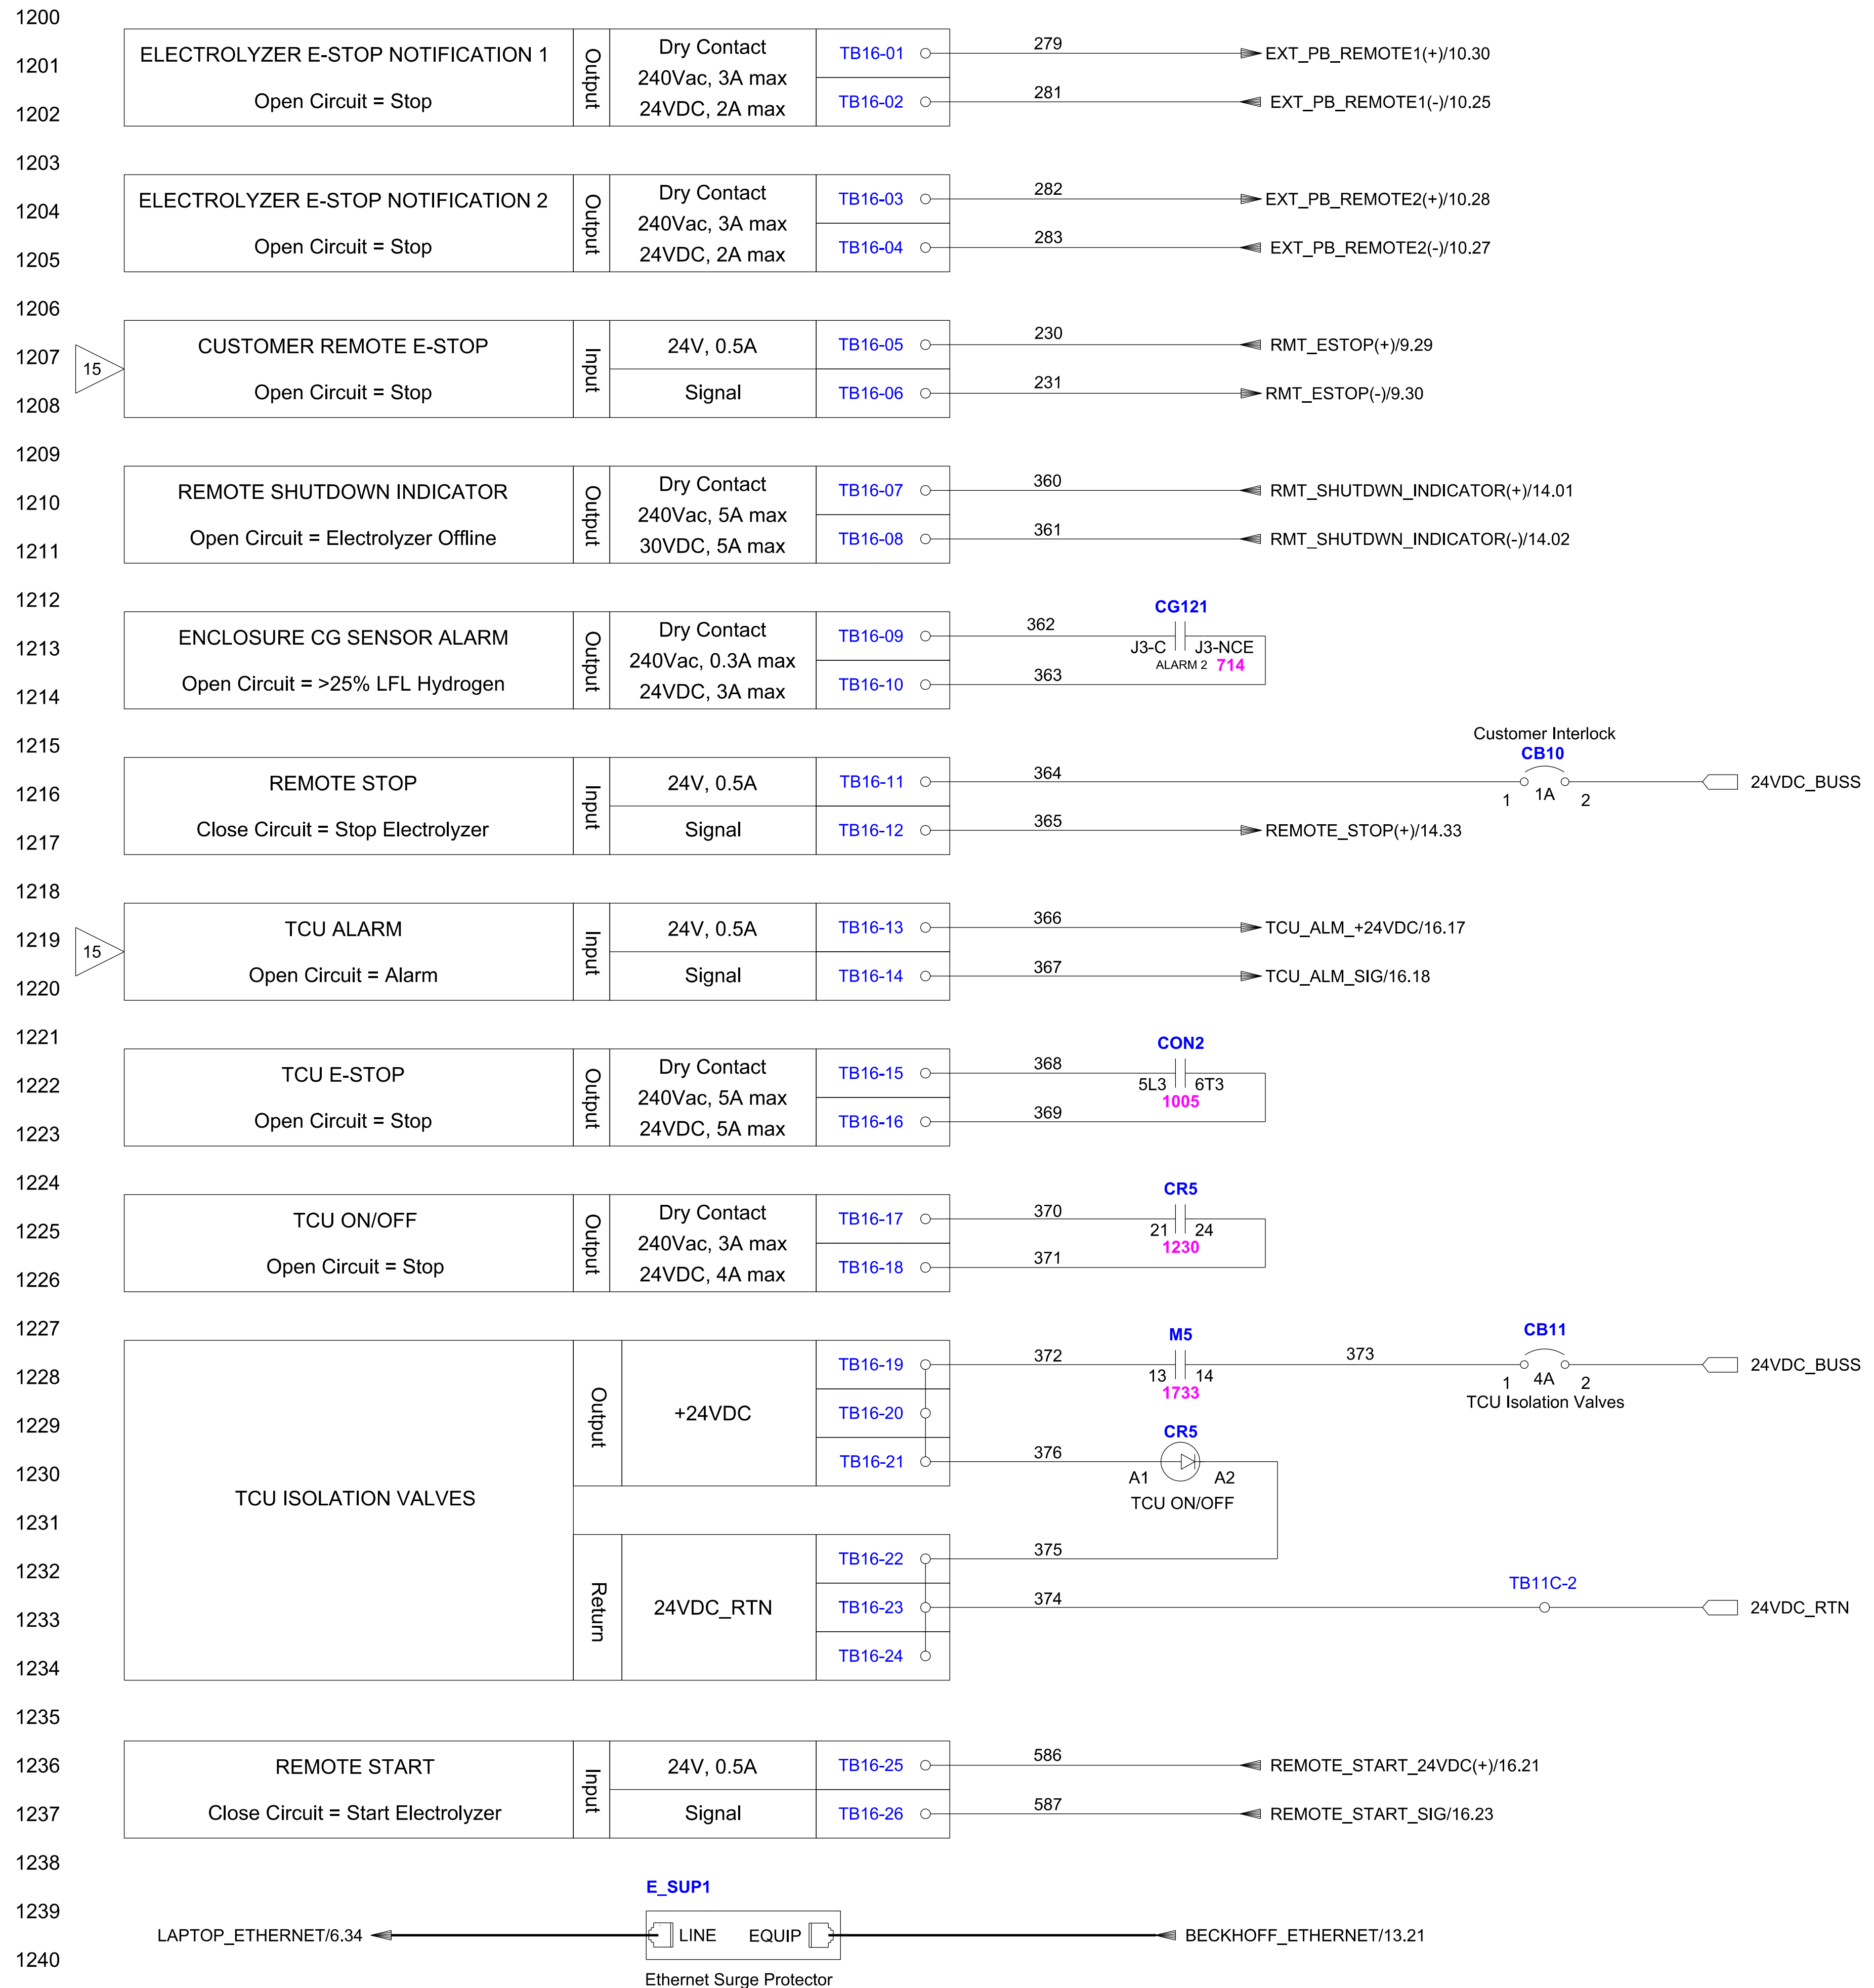 1200
1201
1202
1203
1204
1205
1206
1207
1208
1209
1210
1211
1212
1213
1214
1215
1216
1217
1218
1219
1220
1221
1222
1223
1224
1225
1226
1227
1228
1229
1230
1231
1232
1233
1234
1235
1236
1237
1238
1239
1240
ELECTROLYZER E-STOP NOTIFICATION 1
Open Circuit = Stop
Output
Dry Contact
240Vac, 3A max
24VDC, 2A max
TB16-01
TB16-02
279
281
EXT_PB_REMOTE1(+)/10.30
EXT_PB_REMOTE1(-)/10.25
ELECTROLYZER E-STOP NOTIFICATION 2
Open Circuit = Stop
Output
Dry Contact
240Vac, 3A max
24VDC, 2A max
TB16-03
TB16-04
282
283
EXT_PB_REMOTE2(+)/10.28
EXT_PB_REMOTE2(-)/10.27
15
CUSTOMER REMOTE E-STOP
Open Circuit = Stop
Input
24V, 0.5A
Signal
TB16-05
TB16-06
230
231
RMT_ESTOP(+)/9.29
RMT_ESTOP(-)/9.30
REMOTE SHUTDOWN INDICATOR
Open Circuit = Electrolyzer Offline
Output
Dry Contact
240Vac, 5A max
30VDC, 5A max
TB16-07
TB16-08
360
361
RMT_SHUTDWN_INDICATOR(+)/14.01
RMT_SHUTDWN_INDICATOR(-)/14.02
ENCLOSURE CG SENSOR ALARM
Open Circuit = >25% LFL Hydrogen
Output
Dry Contact
240Vac, 0.3A max
24VDC, 3A max
TB16-09
TB16-10
362
363
CG121
J3-C J3-NCE
ALARM 2 714
REMOTE STOP
Close Circuit = Stop Electrolyzer
Input
24V, 0.5A
Signal
TB16-11
TB16-12
364
365
Customer Interlock
CB10
1 1A 2
24VDC_BUSS
REMOTE_STOP(+)/14.33
15
TCU ALARM
Open Circuit = Alarm
Input
24V, 0.5A
Signal
TB16-13
TB16-14
366
367
TCU_ALM_+24VDC/16.17
TCU_ALM_SIG/16.18
TCU E-STOP
Open Circuit = Stop
Output
Dry Contact
240Vac, 5A max
24VDC, 5A max
TB16-15
TB16-16
368
369
CON2
5L3 6T3
1005
TCU ON/OFF
Open Circuit = Stop
Output
Dry Contact
240Vac, 3A max
24VDC, 4A max
TB16-17
TB16-18
370
371
CR5
21 24
1230
TCU ISOLATION VALVES
Output
+24VDC
TB16-19
TB16-20
TB16-21
372
M5
13 14
1733
373
CB11
1 4A 2
TCU Isolation Valves
24VDC_BUSS
376
CR5
A1 A2
TCU ON/OFF
Return
24VDC_RTN
TB16-22
TB16-23
TB16-24
375
374
TB11C-2
24VDC_RTN
REMOTE START
Close Circuit = Start Electrolyzer
Input
24V, 0.5A
Signal
TB16-25
TB16-26
586
587
REMOTE_START_24VDC(+)/16.21
REMOTE_START_SIG/16.23
E_SUP1
LAPTOP_ETHERNET/6.34
LINE EQUIP
BECKHOFF_ETHERNET/13.21
Ethernet Surge Protector